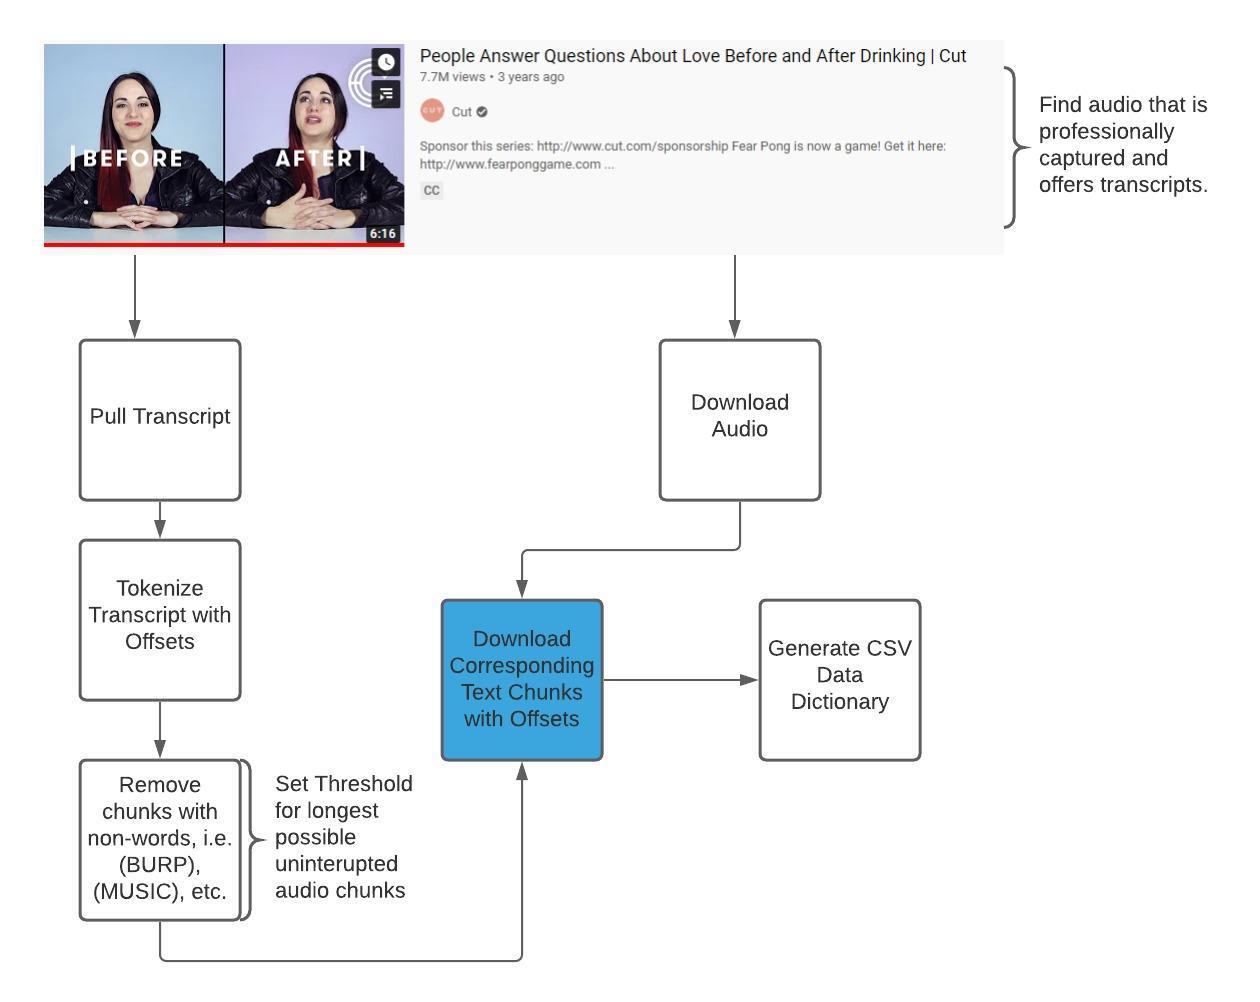 | BEFORE
AFTER |
6:16
People Answer Questions About Love Before and After Drinking | Cut
7.7M views • 3 years ago
CUT
Cut
Sponsor this series: http://www.cut.com/sponsorship Fear Pong is now a game! Get it here:
http://www.fearponggame.com ...
CC
Find audio that is
professionally
captured and
offers transcripts.
Pull Transcript
Download
Audio
Tokenize
Transcript with
Offsets
Download
Corresponding
Text Chunks
with Offsets
Generate CSV
Data
Dictionary
Remove
chunks with
non-words, i.e.
(BURP),
(MUSIC), etc.
Set Threshold
for longest
possible
uninterupted
audio chunks